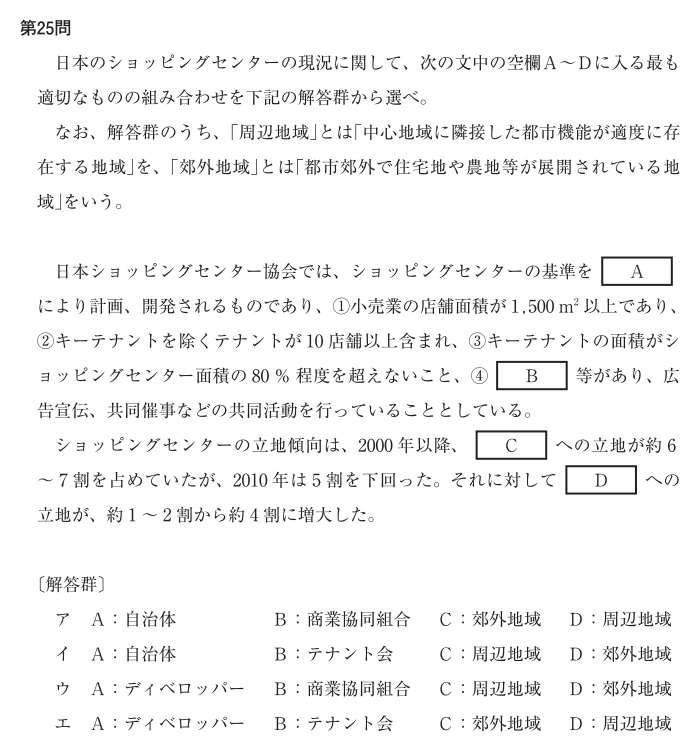 第25問
日本のショッピングセンターの現況に関して、次の文中の空欄A～Dに入る最も
適切なものの組み合わせを下記の解答群から選べ。
なお、解答群のうち、「周辺地域」とは「中心地域に隣接した都市機能が適度に存
在する地域」を、「郊外地域」とは「都市郊外で住宅地や農地等が展開されている地
域」をいう。
日本ショッピングセンター協会では、ショッピングセンターの基準を A
により計画、開発されるものであり、①小売業の店舗面積が1,500 m² 以上であり、
②キーテナントを除くテナントが10店舗以上含まれ、③キーテナントの面積がシ
ョッピングセンター面積の80 % 程度を超えないこと、④ B 等があり、広
告宣伝、共同催事などの共同活動を行っていることとしている。
ショッピングセンターの立地傾向は、2000年以降、 C への立地が約6
～7割を占めていたが、2010年は5割を下回った。それに対して D への
立地が、約1～2割から約4割に増大した。
〔解答群〕
ア A：自治体 B：商業協同組合 C：郊外地域 D：周辺地域
イ A：自治体 B：テナント会 C：周辺地域 D：郊外地域
ウ A：ディベロッパー B：商業協同組合 C：周辺地域 D：郊外地域
エ A：ディベロッパー B：テナント会 C：郊外地域 D：周辺地域